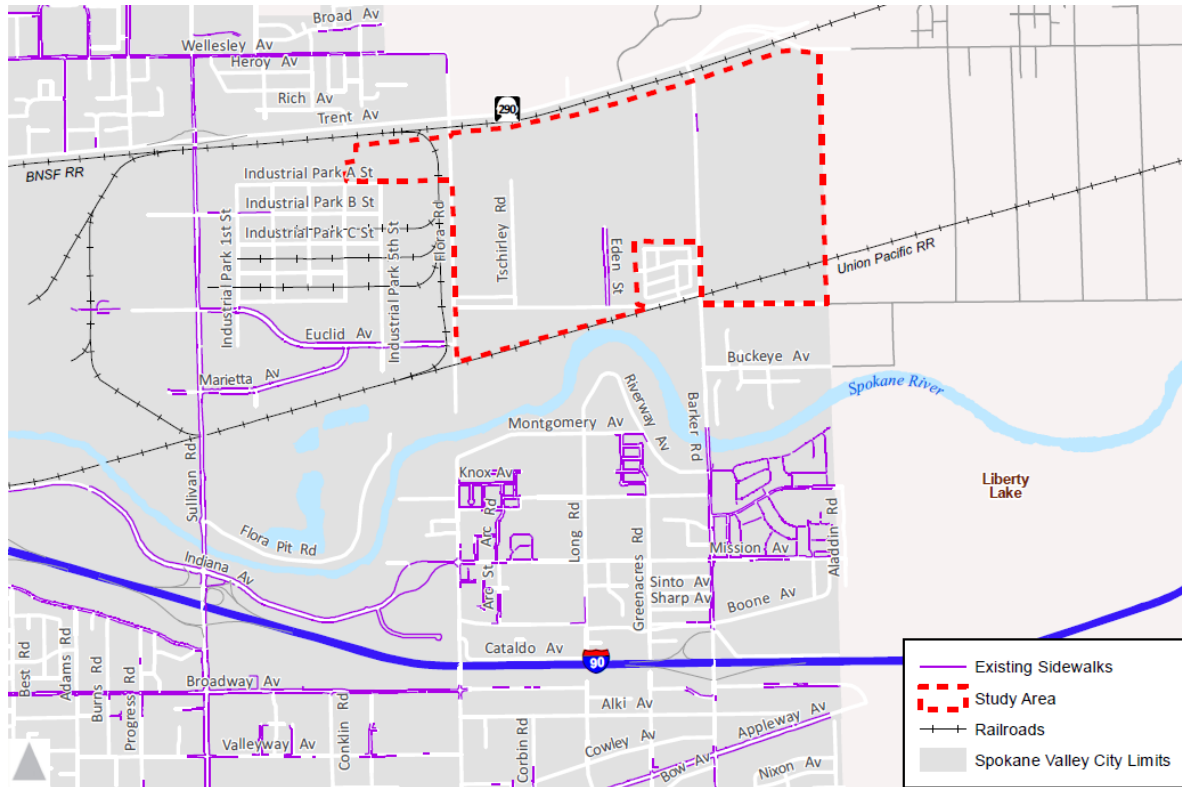 Broad Av
Wellesley Av
Heroy Av
Rich Av
Trent Av
290
BNSF RR
Industrial Park A St
Industrial Park B St
Industrial Park C St
Industrial Park 1st St
Industrial Park 5th St
Flora Rd
Tschirley Rd
Eden St
Union Pacific RR
Euclid Av
Marietta Av
Buckeye Av
Spokane River
Riverway Av
Barker Rd
Montgomery Av
Sullivan Rd
Knox Av
Liberty
Lake
Flora Pit Rd
Arc Rd
Long Rd
Mission Av
Aladdin Rd
Indiana Av
Arc St
Greenacres Rd
Sinto Av
Sharp Av
Boone Av
Cataldo Av
90
Best Rd
Adams Rd
Burns Rd
Progress Rd
Broadway Av
Conklin Rd
Alki Av
Valleyway Av
Corbin Rd
Cowley Av
Appleway Av
Bow Av
Nixon Av
Existing Sidewalks
Study Area
Railroads
Spokane Valley City Limits